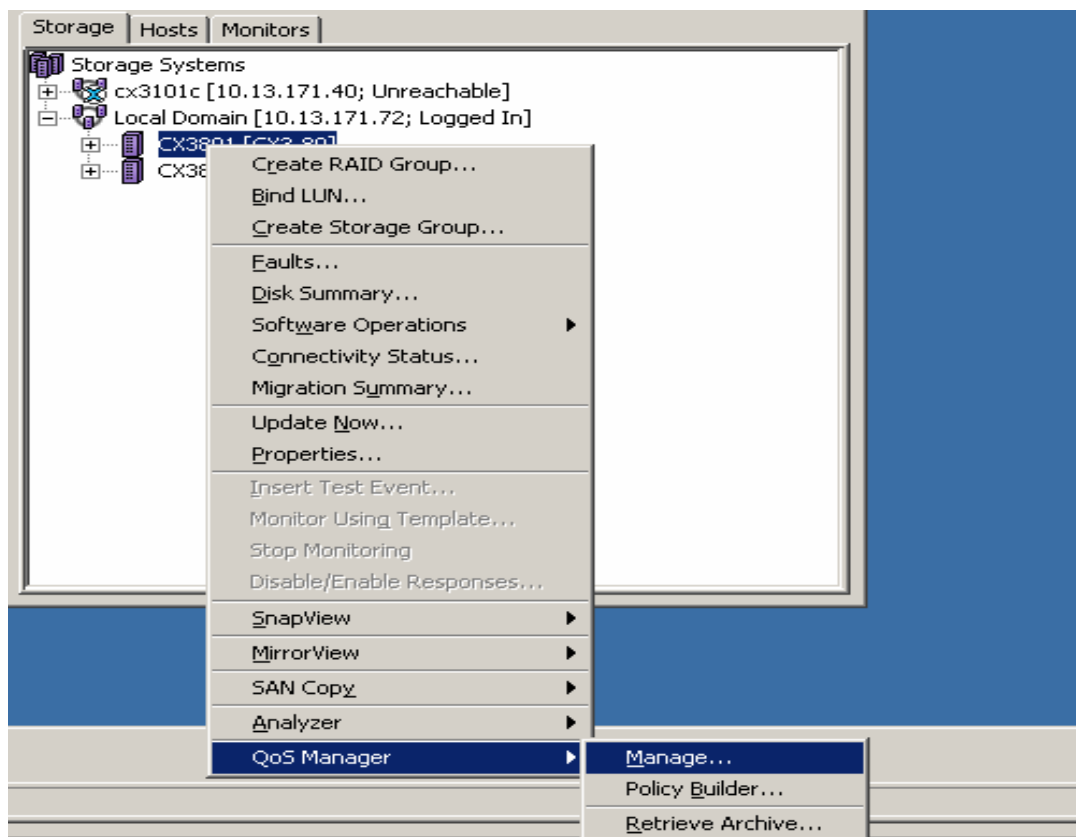 Storage Hosts Monitors
Storage Systems
cx3101c [10.13.171.40; Unreachable]
Local Domain [10.13.171.72; Logged In]
CX3801 [CX3-80]
CX38
Create RAID Group...
Bind LUN...
Create Storage Group...
Faults...
Disk Summary...
Software Operations
Connectivity Status...
Migration Summary...
Update Now...
Properties...
Insert Test Event...
Monitor Using Template...
Stop Monitoring
Disable/Enable Responses...
SnapView
MirrorView
SAN Copy
Analyzer
QoS Manager
Manage...
Policy Builder...
Retrieve Archive...